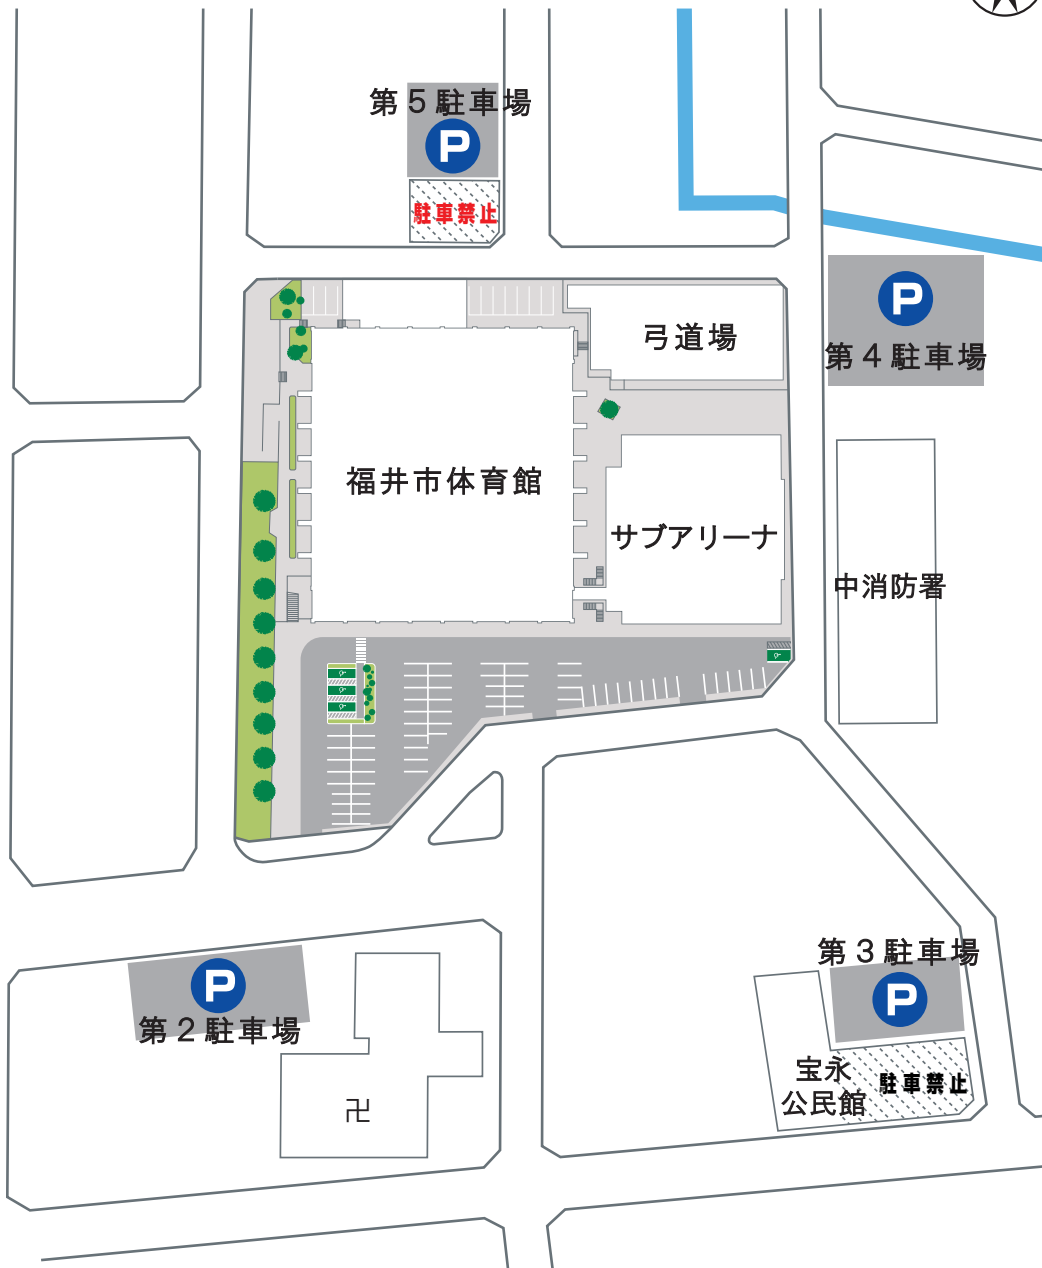 第5駐車場
P
駐車禁止
P
第4駐車場
弓道場
福井市体育館
サブアリーナ
中消防署
第3駐車場
P
第2駐車場
P
宝永
公民館
駐車禁止
卍